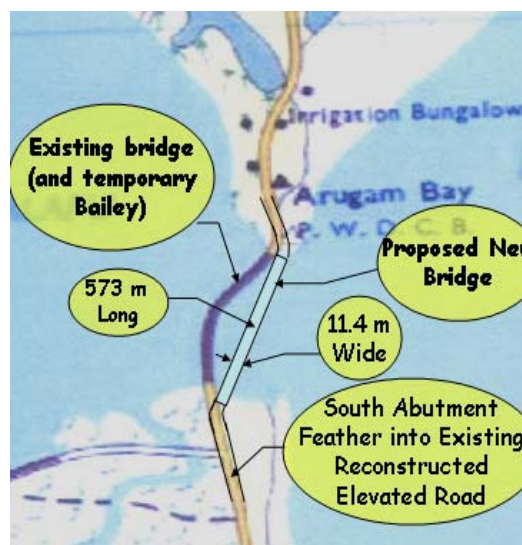 Irrigation Bungalow
Existing bridge
(and temporary
Bailey)
Arugam Bay
P. W. D. C. B.
Proposed New
Bridge
573 m
Long
11.4 m
Wide
South Abutment
Feather into Existing
Reconstructed
Elevated Road